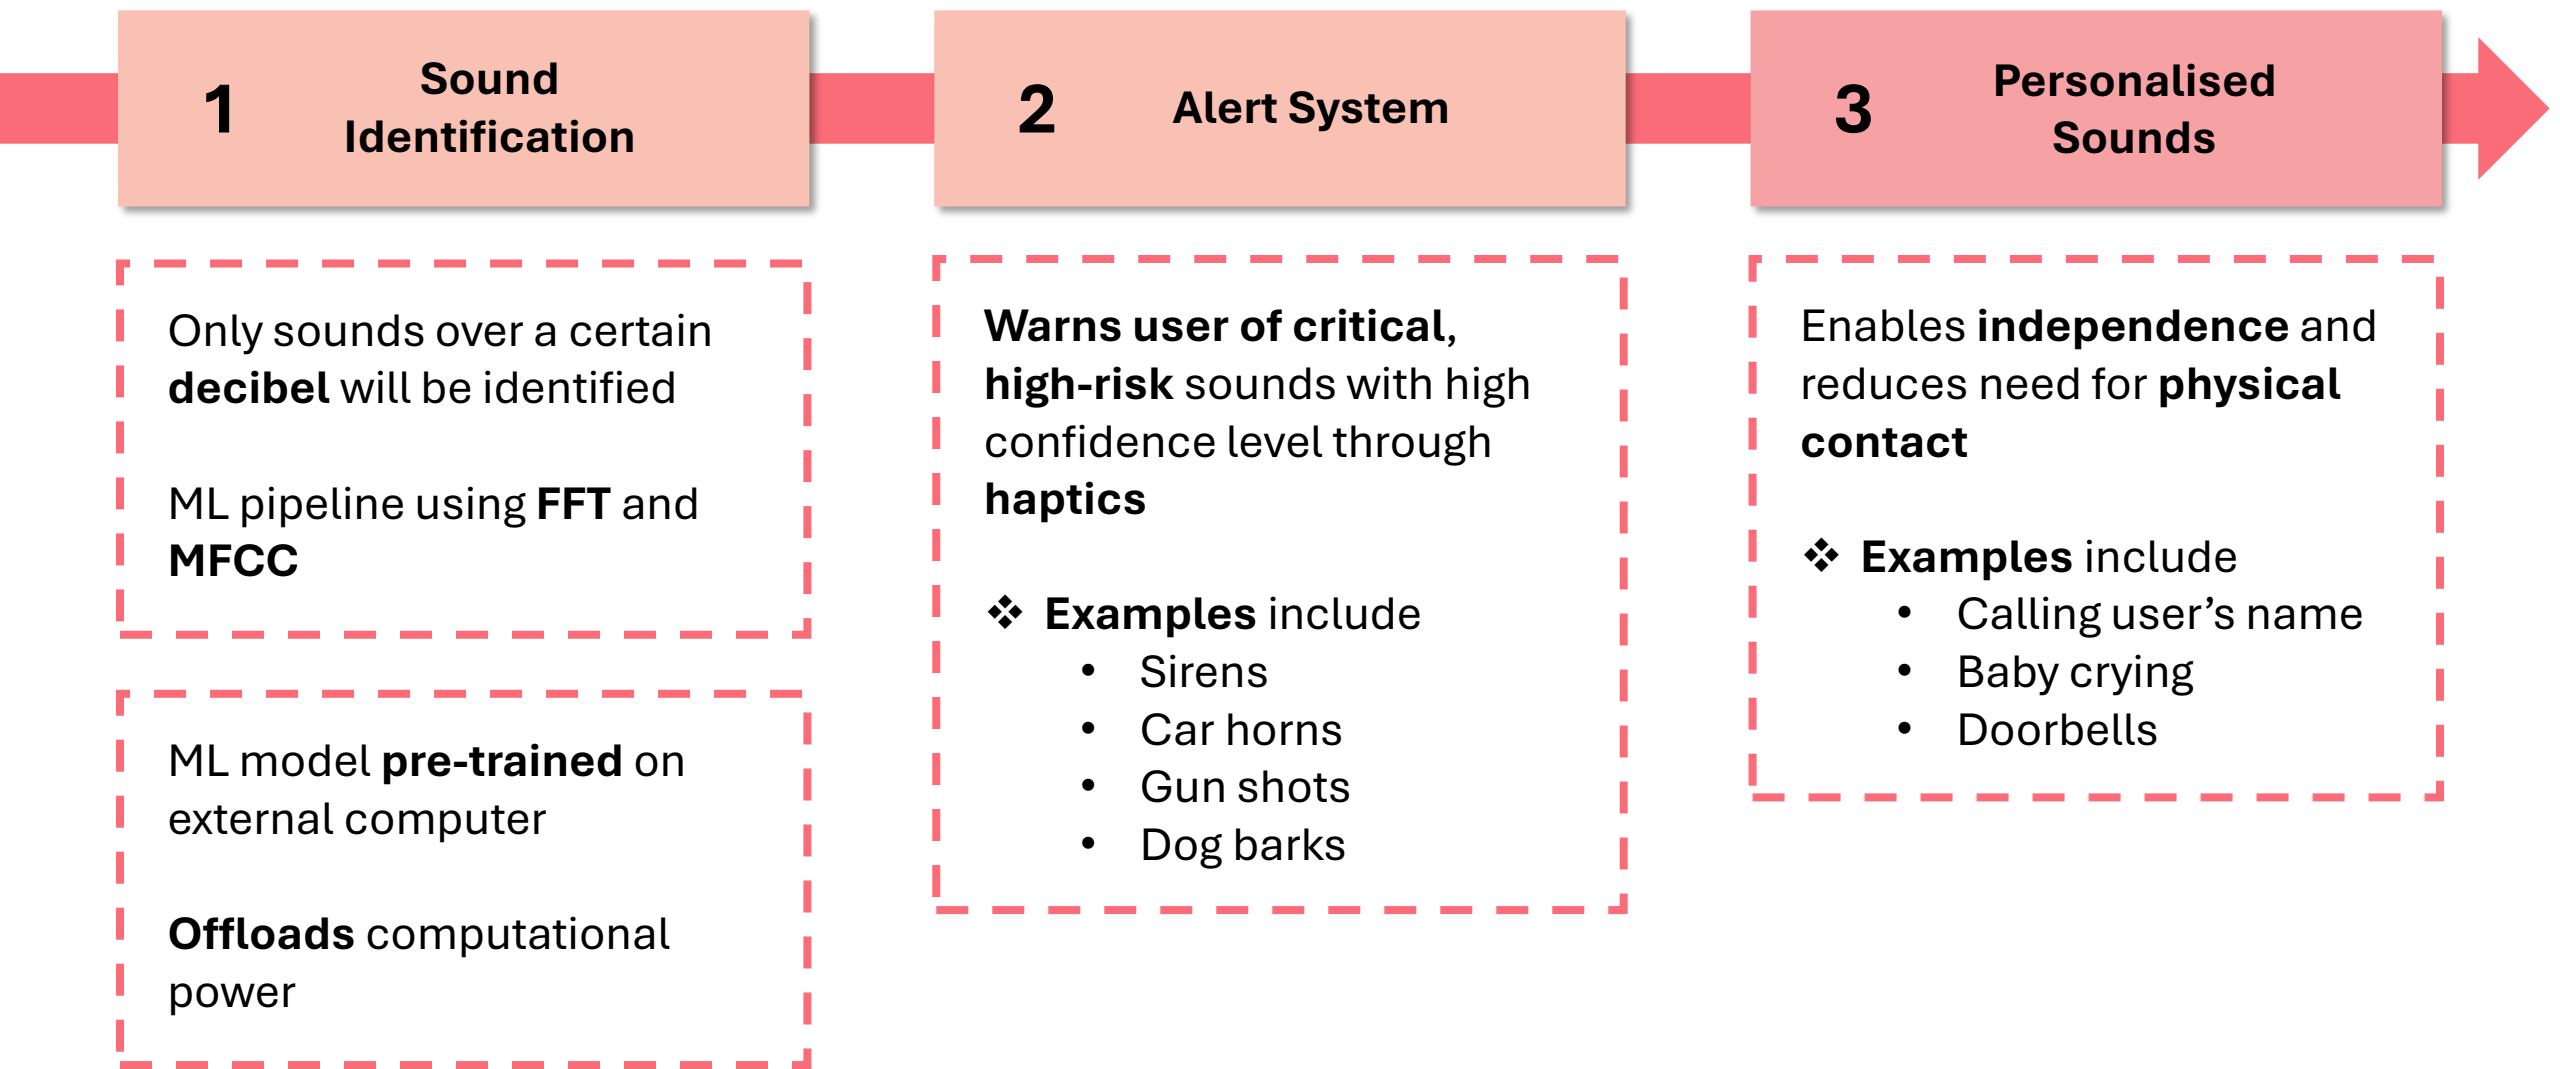 1
Sound
Identification
2
Alert System
3
Personalised
Sounds
Only sounds over a certain
decibel will be identified
ML pipeline using FFT and
MFCC
ML model pre-trained on
external computer
Offloads computational
power
Warns user of critical,
high-risk sounds with high
confidence level through
haptics
❖ Examples include
• Sirens
• Car horns
• Gun shots
• Dog barks
Enables independence and
reduces need for physical
contact
❖ Examples include
• Calling user’s name
• Baby crying
• Doorbells